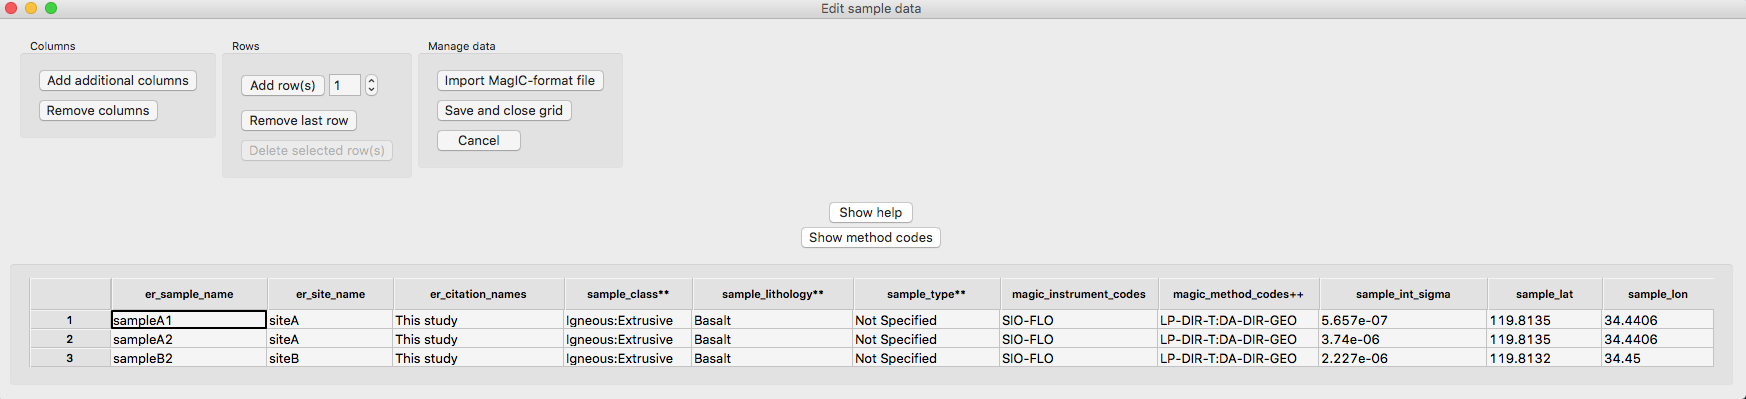 Edit sample data
Columns
Add additional columns
Remove columns
Rows
Add row(s) 1
Remove last row
Delete selected row(s)
Manage data
Import MagIC-format file
Save and close grid
Cancel
Show help
Show method codes
er_sample_name er_site_name er_citation_names sample_class** sample_lithology** sample_type** magic_instrument_codes magic_method_codes++ sample_int_sigma sample_lat sample_lon
1 sampleA1 siteA This study Igneous:Extrusive Basalt Not Specified SIO-FLO LP-DIR-T:DA-DIR-GEO 5.657e-07 119.8135 34.4406
2 sampleA2 siteA This study Igneous:Extrusive Basalt Not Specified SIO-FLO LP-DIR-T:DA-DIR-GEO 3.74e-06 119.8135 34.4406
3 sampleB2 siteB This study Igneous:Extrusive Basalt Not Specified SIO-FLO LP-DIR-T:DA-DIR-GEO 2.227e-06 119.8132 34.45